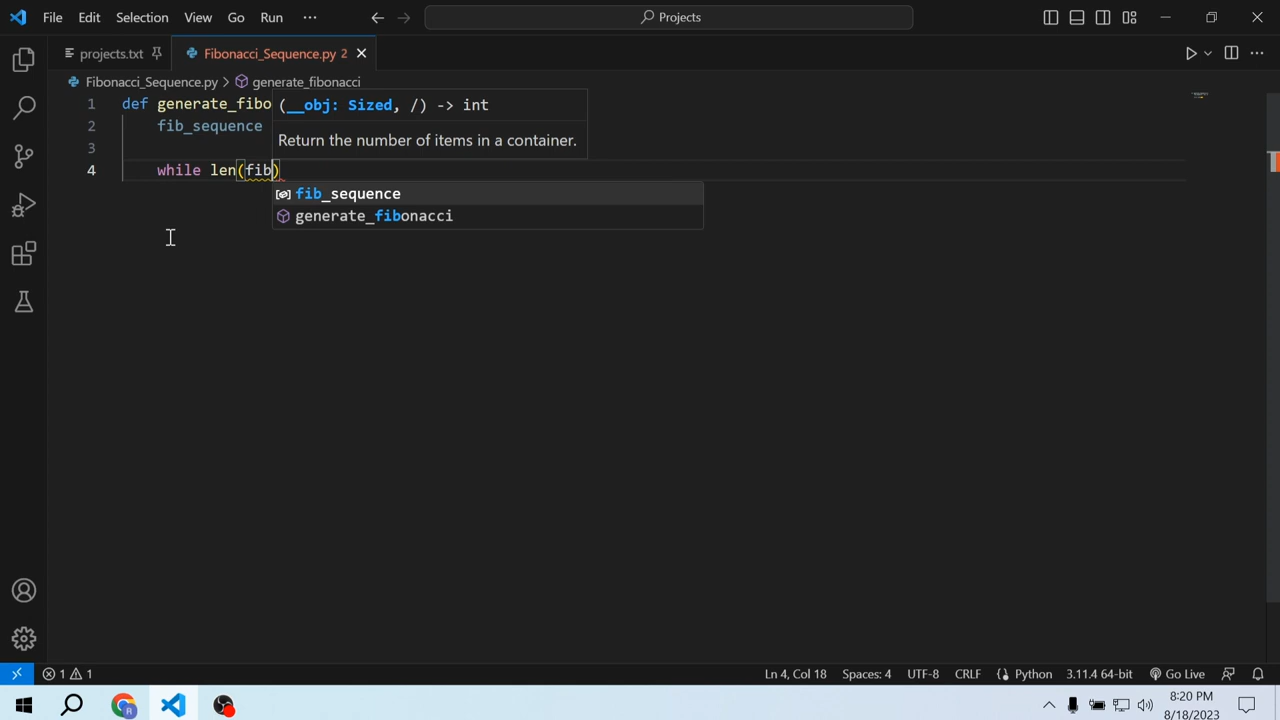 File Edit Selection View Go Run ··· Projects
projects.txt Fibonacci_Sequence.py 2
Fibonacci_Sequence.py > generate_fibonacci
1 def generate_fibo
(__obj: Sized, /) -> int
2 fib_sequence
Return the number of items in a container.
3
4 while len(fib)
fib_sequence
generate_fibonacci
1 1 Ln 4, Col 18 Spaces: 4 UTF-8 CRLF Python 3.11.4 64-bit Go Live
8:20 PM
8/18/2023